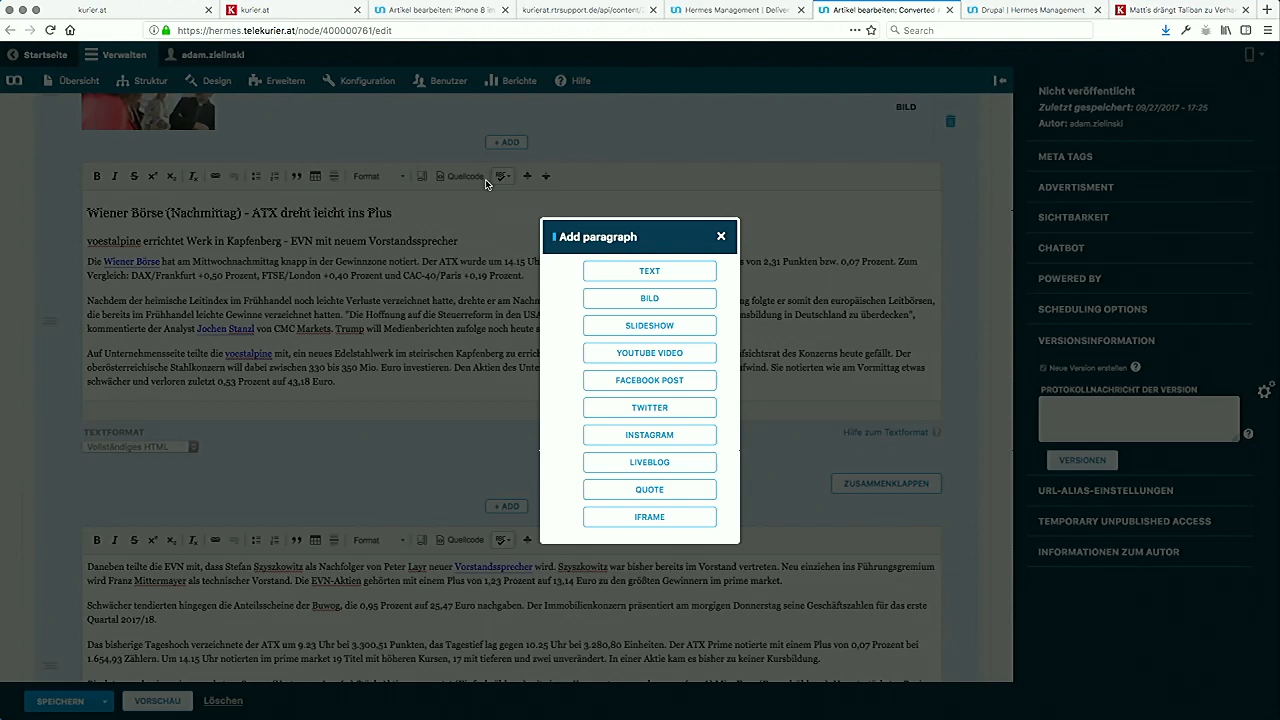 kurier.at
kurier.at
Artikel bearbeiten: iPhone 8 im
kurierat.rtrsupport.de/api/content/
Hermes Management | Deliver
Artikel bearbeiten: Converted
Drupal | Hermes Management
Mattis drängt Taliban zu Verha
https://hermes.telekurier.at/node/400000761/edit
Search
Startseite
Verwalten
adam.zielinski
Übersicht
Struktur
Design
Erweitern
Konfiguration
Benutzer
Berichte
Hilfe
BILD
+ ADD
Format
Quellcode
Wiener Börse (Nachmittag) - ATX dreht leicht ins Plus
voestalpine errichtet Werk in Kapfenberg - EVN mit neuem Vorstandssprecher
Die Wiener Börse hat am Mittwochnachmittag knapp in der Gewinnzone notiert. Der ATX wurde um 14.15 Uh
s von 2,31 Punkten bzw. 0,07 Prozent. Zum
Vergleich: DAX/Frankfurt +0,50 Prozent, FTSE/London +0,40 Prozent und CAC-40/Paris +0,19 Prozent.
Nachdem der heimische Leitindex im Frühhandel noch leichte Verluste verzeichnet hatte, drehte er am Nachm
ng folgte er somit den europäischen Leitbörsen,
die bereits im Frühhandel leichte Gewinne verzeichnet hatten. "Die Hoffnung auf die Steuerreform in den USA
nsbildung in Deutschland zu überdecken",
kommentierte der Analyst Jochen Stanzl von CMC Markets. Trump will Medienberichten zufolge noch heute s
Auf Unternehmensseite teilte die voestalpine mit, ein neues Edelstahlwerk im steirischen Kapfenberg zu errich
ufsichtsrat des Konzerns heute gefällt. Der
oberösterreichische Stahlkonzern will dabei zwischen 330 bis 350 Mio. Euro investieren. Den Aktien des Unter
ufwind. Sie notierten wie am Vormittag etwas
schwächer und verloren zuletzt 0,53 Prozent auf 43,18 Euro.
TEXTFORMAT
Vollständiges HTML
Hilfe zum Textformat
ZUSAMMENKLAPPEN
+ ADD
Format
Quellcode
Daneben teilte die EVN mit, dass Stefan Szyszkowitz als Nachfolger von Peter Layr neuer Vorstandssprecher wird. Szyszkowitz war bisher bereits im Vorstand vertreten. Neu einziehen ins Führungsgremium
wird Franz Mittermayer als technischer Vorstand. Die EVN-Aktien gehörten mit einem Plus von 1,23 Prozent auf 13,14 Euro zu den größten Gewinnern im prime market.
Schwächer tendierten hingegen die Anteilsscheine der Buwog, die 0,95 Prozent auf 25,47 Euro nachgaben. Der Immobilienkonzern präsentiert am morgigen Donnerstag seine Geschäftszahlen für das erste
Quartal 2017/18.
Das bisherige Tageshoch verzeichnete der ATX um 9.23 Uhr bei 3.300,51 Punkten, das Tagestief lag gegen 10.25 Uhr bei 3.280,80 Einheiten. Der ATX Prime notierte mit einem Plus von 0,07 Prozent bei
1.654,93 Zählern. Um 14.15 Uhr notierten im prime market 19 Titel mit höheren Kursen, 17 mit tieferen und zwei unverändert. In einer Aktie kam es bisher zu keiner Kursbildung.
SPEICHERN
VORSCHAU
Löschen
Add paragraph
TEXT
BILD
SLIDESHOW
YOUTUBE VIDEO
FACEBOOK POST
TWITTER
INSTAGRAM
LIVEBLOG
QUOTE
IFRAME
Nicht veröffentlicht
Zuletzt gespeichert: 09/27/2017 - 17:25
Autor: adam.zielinski
META TAGS
ADVERTISMENT
SICHTBARKEIT
CHATBOT
POWERED BY
SCHEDULING OPTIONS
VERSIONSINFORMATION
Neue Version erstellen
PROTOKOLLNACHRICHT DER VERSION
VERSIONEN
URL-ALIAS-EINSTELLUNGEN
TEMPORARY UNPUBLISHED ACCESS
INFORMATIONEN ZUM AUTOR